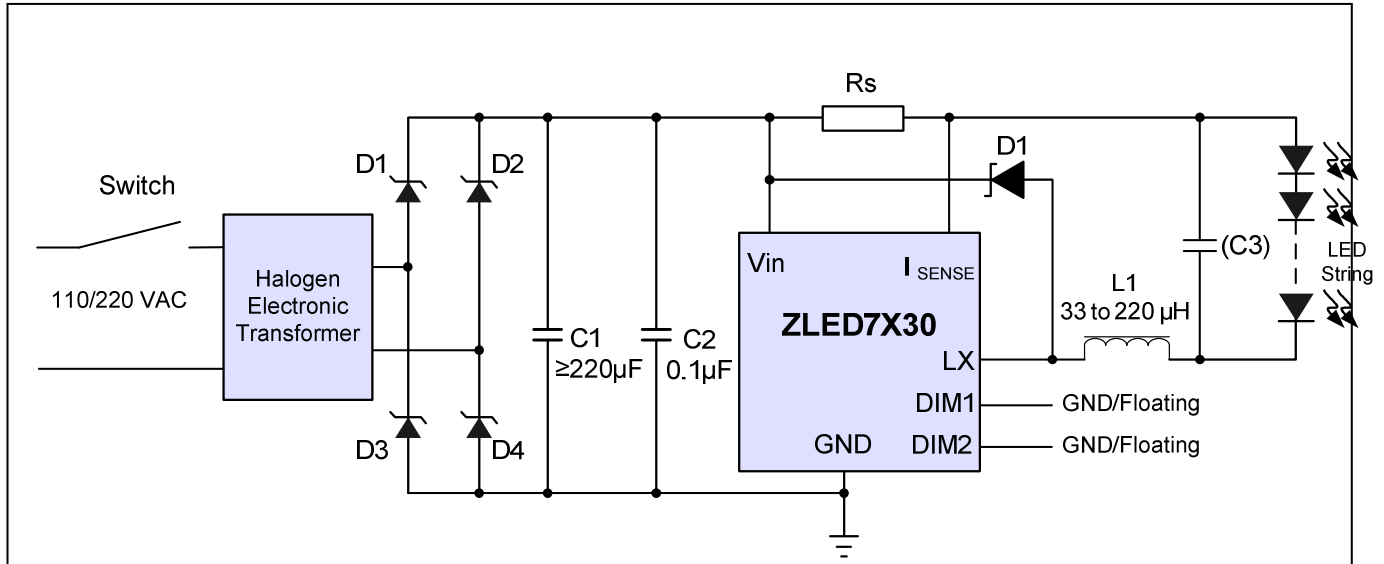 Rs
D1
D2
D1
Switch
Halogen
Electronic
Transformer
110/220 VAC
Vin
I SENSE
ZLED7X30
(C3)
LED
String
L1
33 to 220 µH
C1
≥220µF
C2
0.1µF
LX
DIM1
GND/Floating
DIM2
GND/Floating
GND
D3
D4